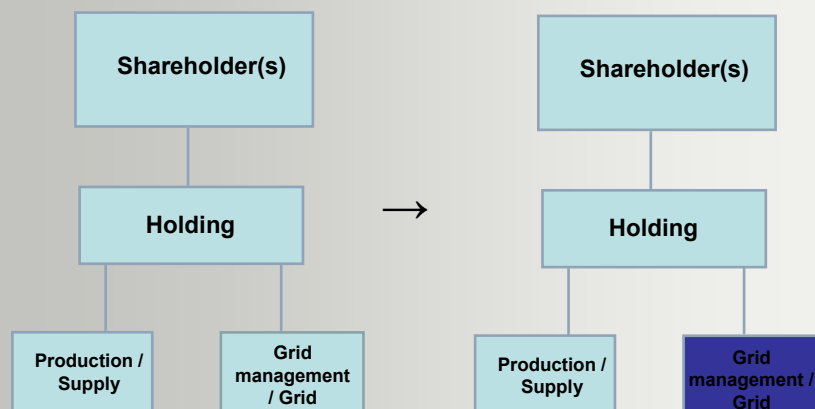 Shareholder(s)
Shareholder(s)
→
Holding
Holding
Production /
Supply
Grid
management
/ Grid
Production /
Supply
Grid
management /
Grid